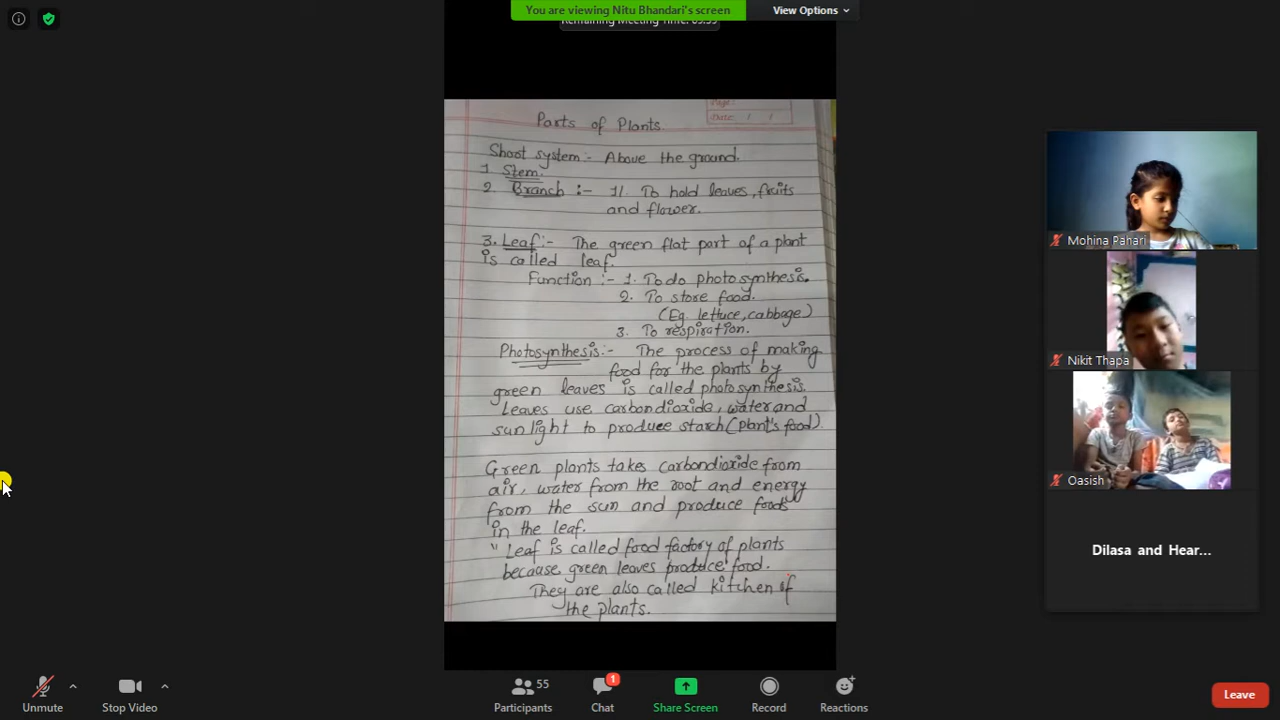 You are viewing Nitu Bhandari's screen
View Options
Remaining Meeting Time:
Page:
Date: / /
Parts of Plants.
Shoot system :- Above the ground.
1 Stem.
2. Branch :- 1/. To hold leaves, fruits
and flower.
3. Leaf :- The green flat part of a plant
is called leaf.
Function :- 1. To do photosynthesis.
2. To store food.
(Eg. lettuce, cabbage)
3. To respiration.
Photosynthesis :- The process of making
food for the plants by
green leaves is called photosynthesis.
Leaves use carbondioxide, water and
sunlight to produce starch (plant's food).
Green plants takes carbondioxide from
air, water from the root and energy
from the sun and produce foods
in the leaf.
" Leaf is called food factory of plants
because green leaves produce food.
They are also called kitchen of
the plants.
Mohina Pahari
Nikit Thapa
Oasish
Dilasa and Hear...
Unmute
Stop Video
55
Participants
1
Chat
Share Screen
Record
Reactions
Leave